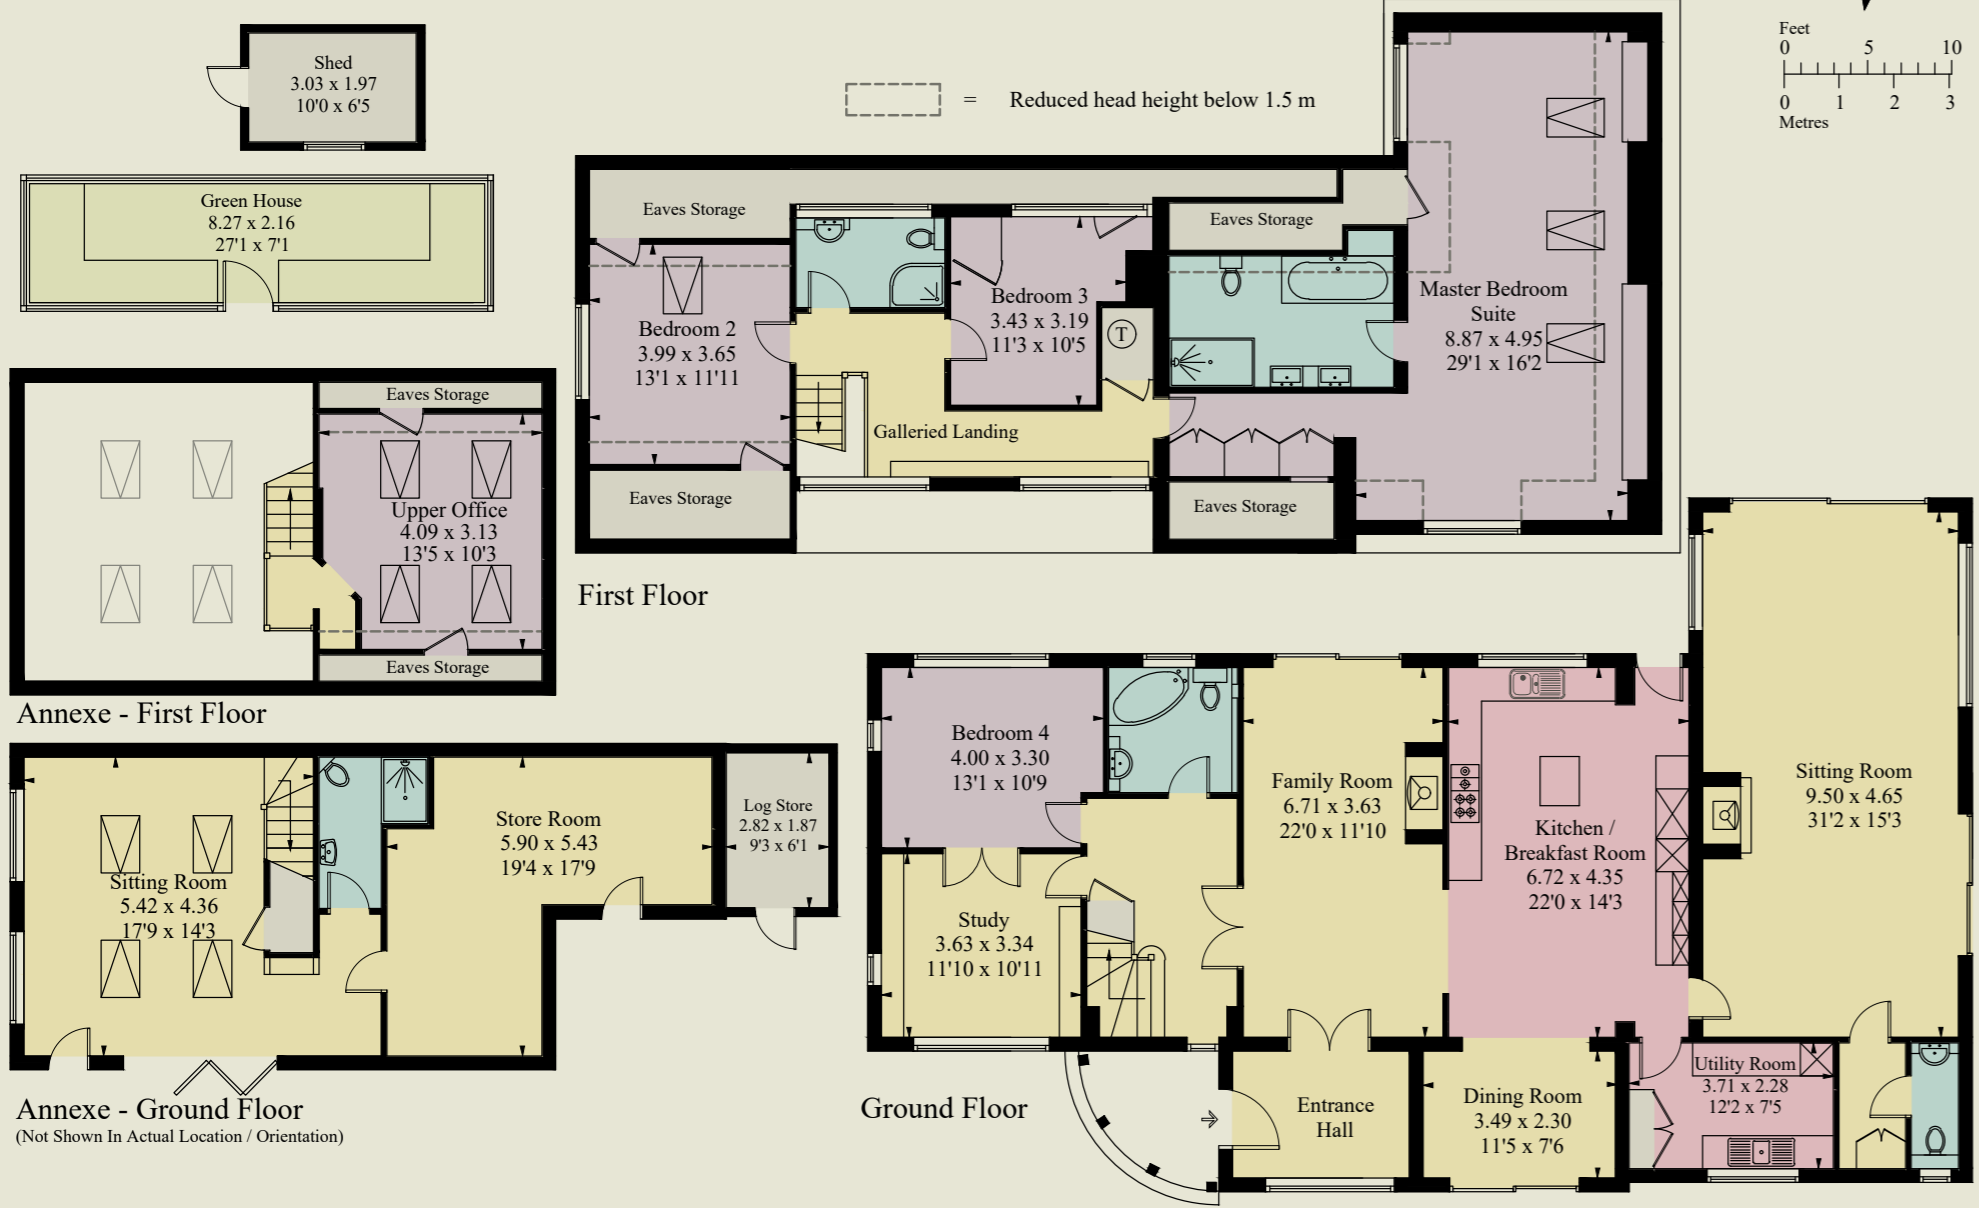 Shed
3.03 x 1.97
10'0 x 6'5
Green House
8.27 x 2.16
27'1 x 7'1
= Reduced head height below 1.5 m
Feet
0 5 10
0 1 2 3
Metres
Eaves Storage
Eaves Storage
Bedroom 2
3.99 x 3.65
13'1 x 11'11
Bedroom 3
3.43 x 3.19
11'3 x 10'5
T
Master Bedroom
Suite
8.87 x 4.95
29'1 x 16'2
Galleried Landing
Eaves Storage
Eaves Storage
First Floor
Eaves Storage
Upper Office
4.09 x 3.13
13'5 x 10'3
Eaves Storage
Annexe - First Floor
Sitting Room
5.42 x 4.36
17'9 x 14'3
Store Room
5.90 x 5.43
19'4 x 17'9
Log Store
2.82 x 1.87
9'3 x 6'1
Annexe - Ground Floor
(Not Shown In Actual Location / Orientation)
Bedroom 4
4.00 x 3.30
13'1 x 10'9
Family Room
6.71 x 3.63
22'0 x 11'10
Kitchen /
Breakfast Room
6.72 x 4.35
22'0 x 14'3
Sitting Room
9.50 x 4.65
31'2 x 15'3
Study
3.63 x 3.34
11'10 x 10'11
Ground Floor
Entrance
Hall
Dining Room
3.49 x 2.30
11'5 x 7'6
Utility Room
3.71 x 2.28
12'2 x 7'5